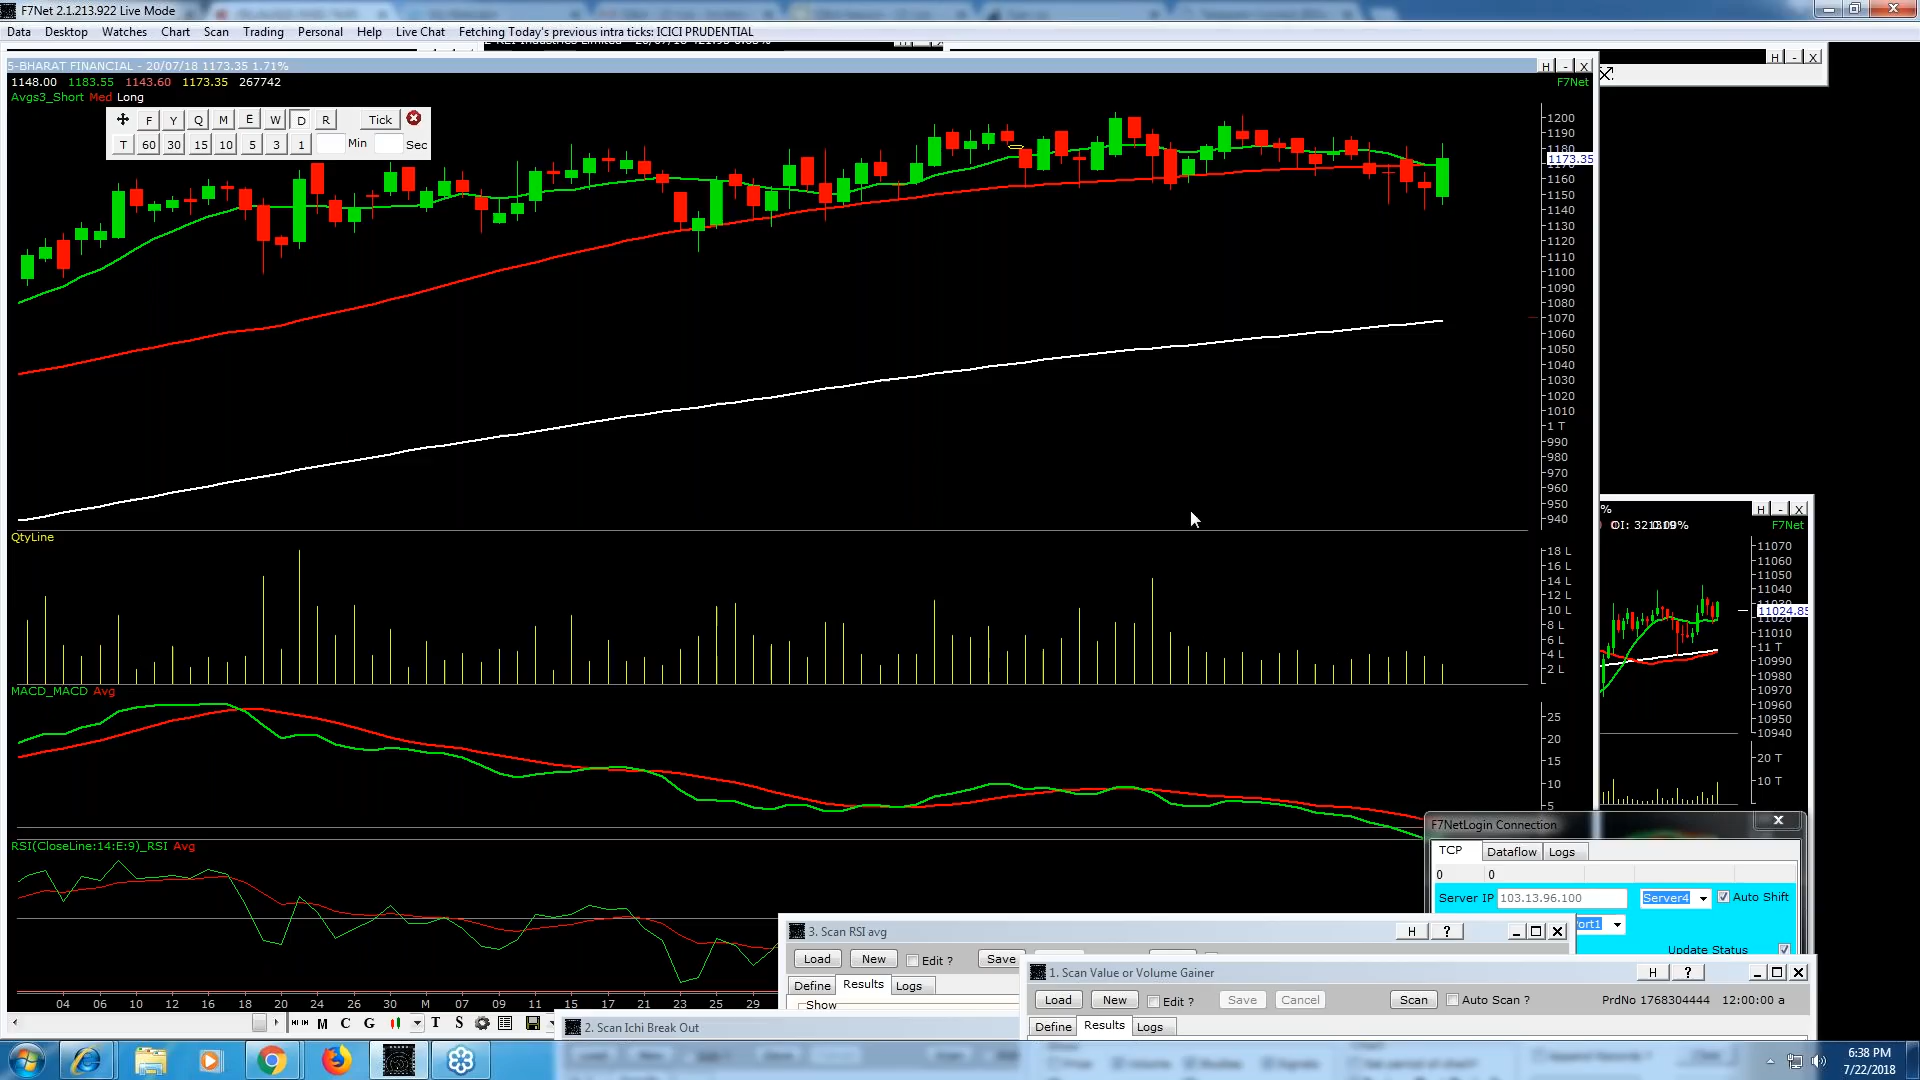 F7Net 2.1.213.922 Live Mode
Data Desktop Watches Chart Scan Trading Personal Help Live Chat Fetching Today's previous intra ticks: ICICI PRUDENTIAL
5-BHARAT FINANCIAL - 20/07/18 1173.35 1.71% H - X
1148.00 1183.55 1143.60 1173.35 267742 F7Net
Avgs3_Short Med Long
F Y Q M E W D R Tick
T 60 30 15 10 5 3 1 Min Sec
1200
1190
1180
1173.35
1160
1150
1140
1130
1120
1110
1100
1090
1080
1070
1060
1050
1040
1030
1020
1010
1 T
990
980
970
960
950
940
QtyLine
18 L
16 L
14 L
12 L
10 L
8 L
6 L
4 L
2 L
MACD_MACD Avg
25
20
15
10
5
RSI(CloseLine:14:E:9)_RSI Avg
04 06 10 12 16 18 20 24 26 30 M 07 09 11 15 17 21 23 25 29
M C G T S
H - X
% H - X
OI: F7Net
11070
11060
11050
11040
11024.85
11010
11 T
10990
10980
10970
10960
10950
10940
20 T
10 T
F7NetLogin Connection X
TCP Dataflow Logs
0 0
Server IP 103.13.96.100 Server4 Auto Shift
ort1
Update Status
3. Scan RSI avg H ?
Load New Edit ? Save
Define Results Logs
Show
2. Scan Ichi Break Out
1. Scan Value or Volume Gainer H ?
Load New Edit ? Save Cancel Scan Auto Scan ? PrdNo 1768304444 12:00:00 a
Define Results Logs
6:38 PM
7/22/2018